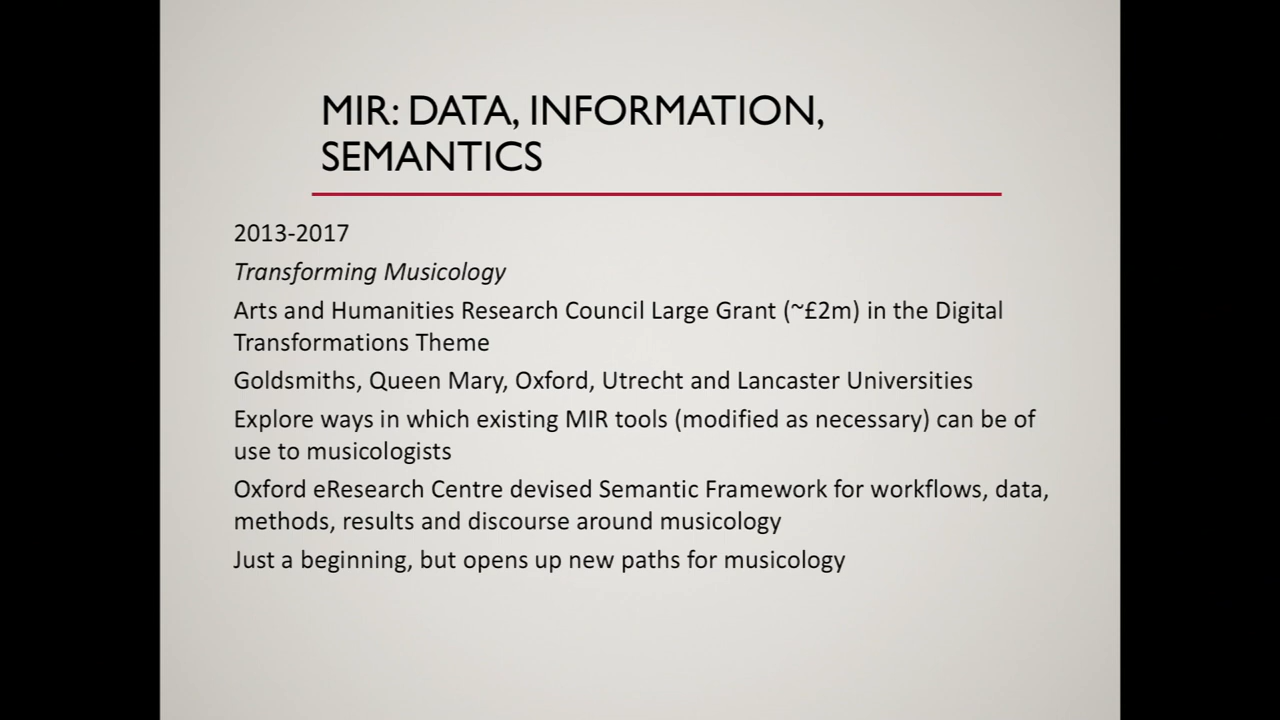 MIR: DATA, INFORMATION,
SEMANTICS
2013-2017
Transforming Musicology
Arts and Humanities Research Council Large Grant (~£2m) in the Digital
Transformations Theme
Goldsmiths, Queen Mary, Oxford, Utrecht and Lancaster Universities
Explore ways in which existing MIR tools (modified as necessary) can be of
use to musicologists
Oxford eResearch Centre devised Semantic Framework for workflows, data,
methods, results and discourse around musicology
Just a beginning, but opens up new paths for musicology